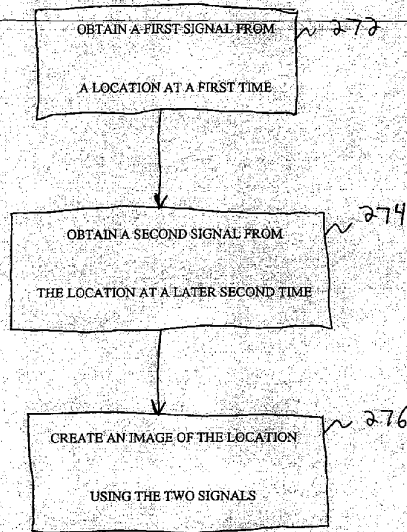 OBTAIN A FIRST SIGNAL FROM 272
A LOCATION AT A FIRST TIME
OBTAIN A SECOND SIGNAL FROM 274
THE LOCATION AT A LATER SECOND TIME
CREATE AN IMAGE OF THE LOCATION 276
USING THE TWO SIGNALS